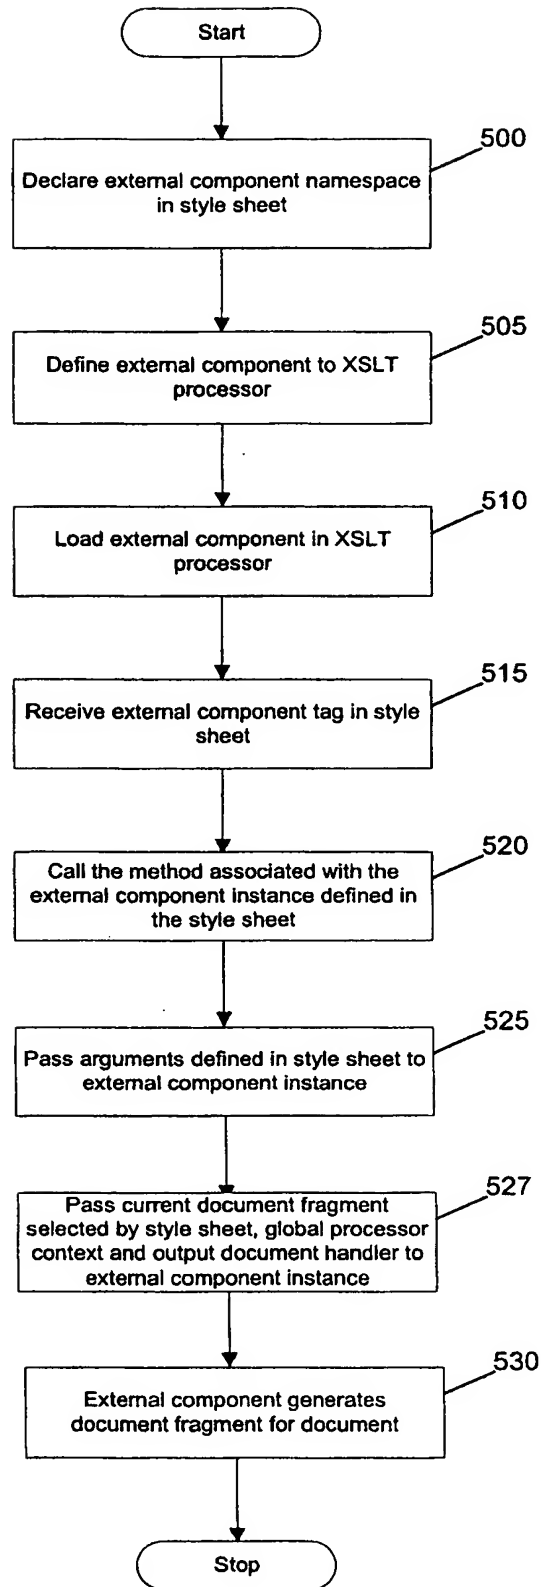 Start
500
Declare external component namespace
in style sheet
505
Define external component to XSLT
processor
510
Load external component in XSLT
processor
515
Receive external component tag in style
sheet
520
Call the method associated with the
external component instance defined in
the style sheet
525
Pass arguments defined in style sheet to
external component instance
527
Pass current document fragment
selected by style sheet, global processor
context and output document handler to
external component instance
530
External component generates
document fragment for document
Stop